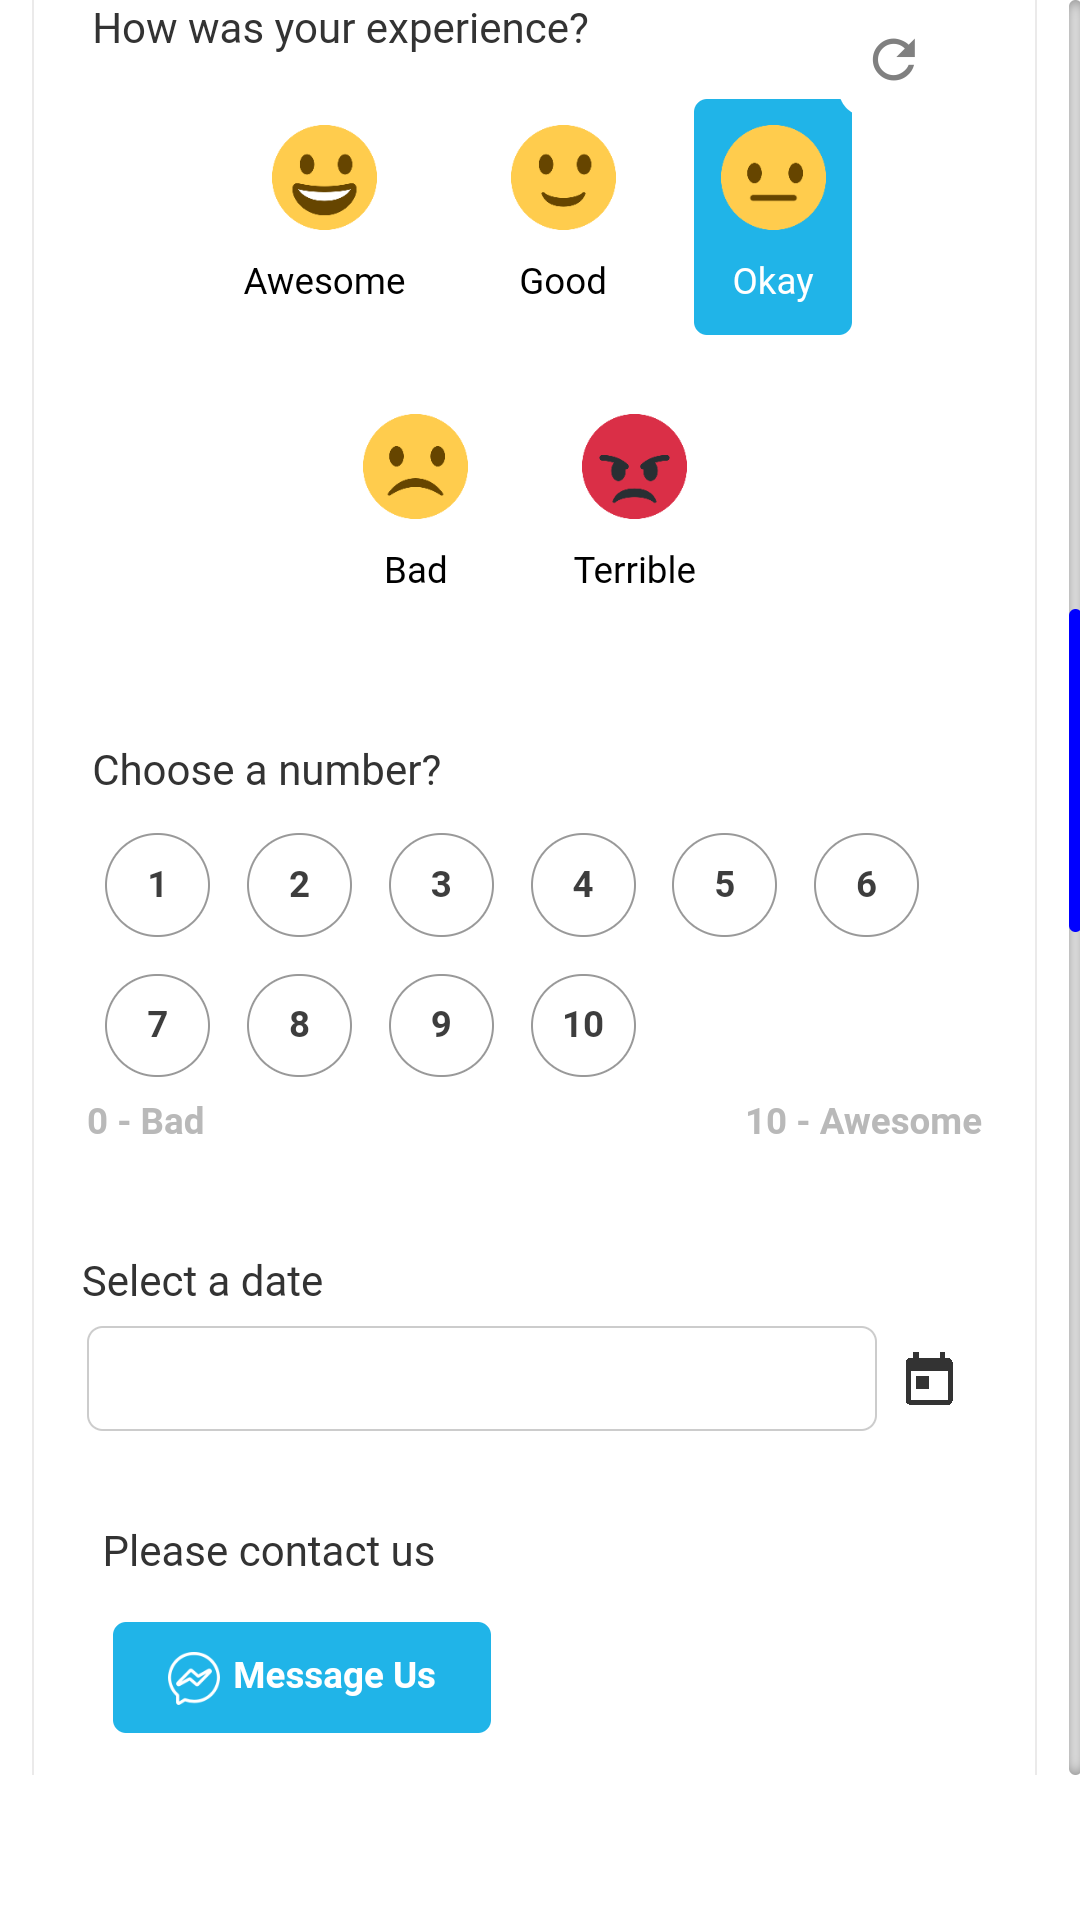 How was your experience?
Awesome Good Okay
Bad Terrible
Choose a number?
1 2 3 4 5 6
7 8 9 10
0 - Bad 10 - Awesome
Select a date
Please contact us
Message Us